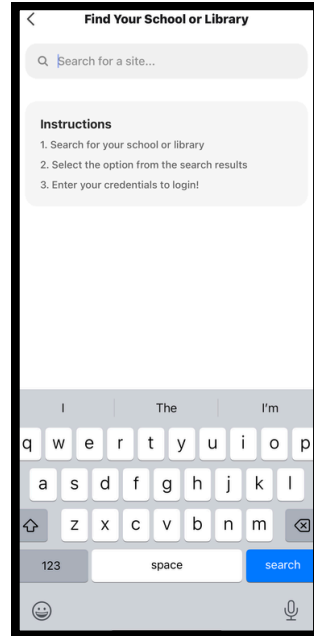 Find Your School or Library
Search for a site...
Instructions
1. Search for your school or library
2. Select the option from the search results
3. Enter your credentials to login!
I The I'm
q w e r t y u i o p
a s d f g h j k l
z x c v b n m
123 space search